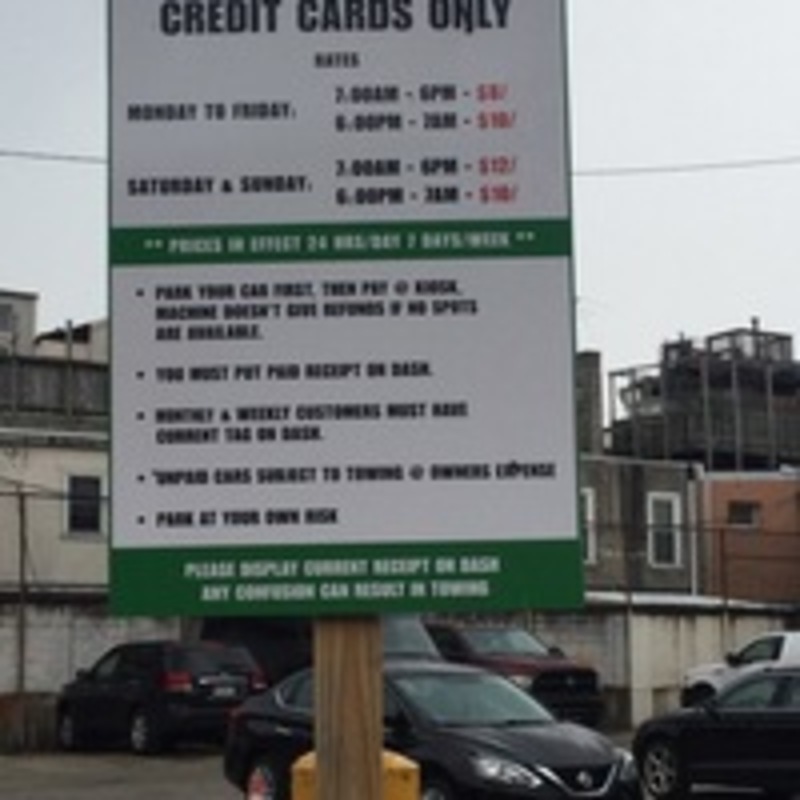 CREDIT CARDS ONLY
RATES
MONDAY TO FRIDAY:
7:00AM - 6PM - $8/
6:00PM - 7AM - $10/
SATURDAY & SUNDAY:
7:00AM - 6PM - $12/
6:00PM - 7AM - $16/
** PRICES IN EFFECT 24 HRS/DAY 7 DAYS/WEEK **
• PARK YOUR CAR FIRST, THEN PAY @ KIOSK.
MACHINE DOESN'T GIVE REFUNDS IF NO SPOTS
ARE AVAILABLE.
• YOU MUST PUT PAID RECEIPT ON DASH.
• MONTHLY & WEEKLY CUSTOMERS MUST HAVE
CURRENT TAG ON DASH.
• *UNPAID CARS SUBJECT TO TOWING @ OWNERS EXPENSE
• PARK AT YOUR OWN RISK
PLEASE DISPLAY CURRENT RECEIPT ON DASH
ANY CONFUSION CAN RESULT IN TOWING